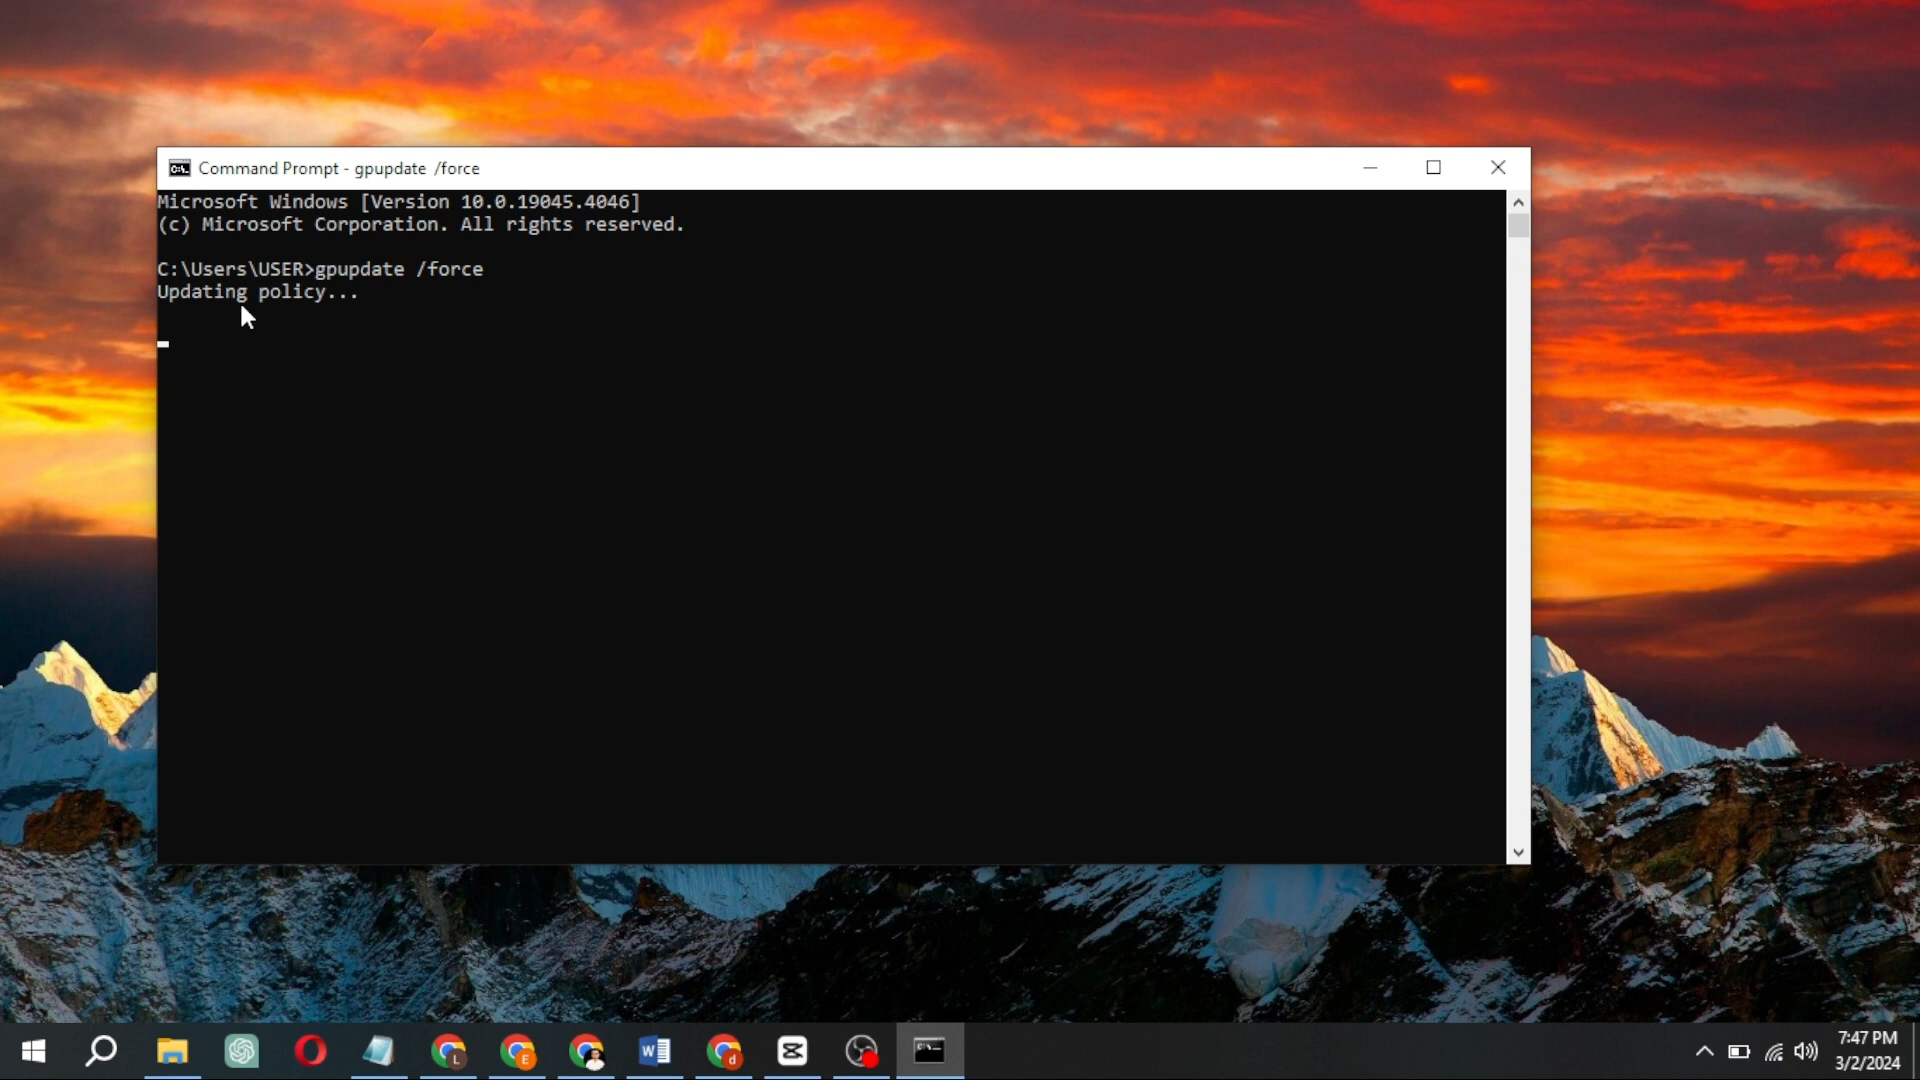 Command Prompt - gpupdate /force
Microsoft Windows [Version 10.0.19045.4046]
(c) Microsoft Corporation. All rights reserved.
C:\Users\USER>gpupdate /force
Updating policy...
L
E
W
d
7:47 PM
3/2/2024